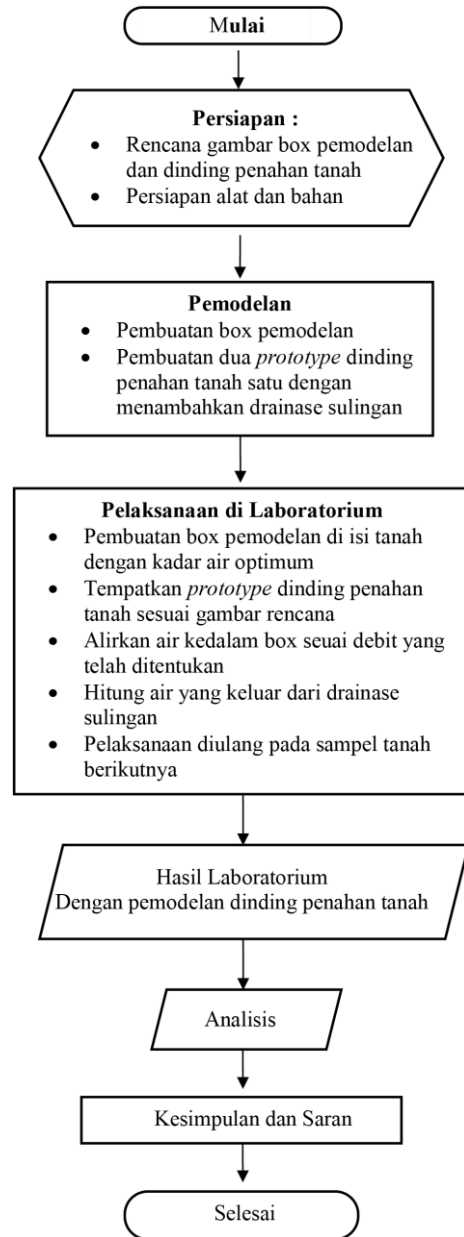 Mulai
Persiapan :
• Rencana gambar box pemodelan
dan dinding penahan tanah
• Persiapan alat dan bahan
Pemodelan
• Pembuatan box pemodelan
• Pembuatan dua prototype dinding
penahan tanah satu dengan
menambahkan drainase sulingan
Pelaksanaan di Laboratorium
• Pembuatan box pemodelan di isi tanah
dengan kadar air optimum
• Tempatkan prototype dinding penahan
tanah sesuai gambar rencana
• Alirkan air kedalam box seuai debit yang
telah ditentukan
• Hitung air yang keluar dari drainase
sulingan
• Pelaksanaan diulang pada sampel tanah
berikutnya
Hasil Laboratorium
Dengan pemodelan dinding penahan tanah
Analisis
Kesimpulan dan Saran
Selesai